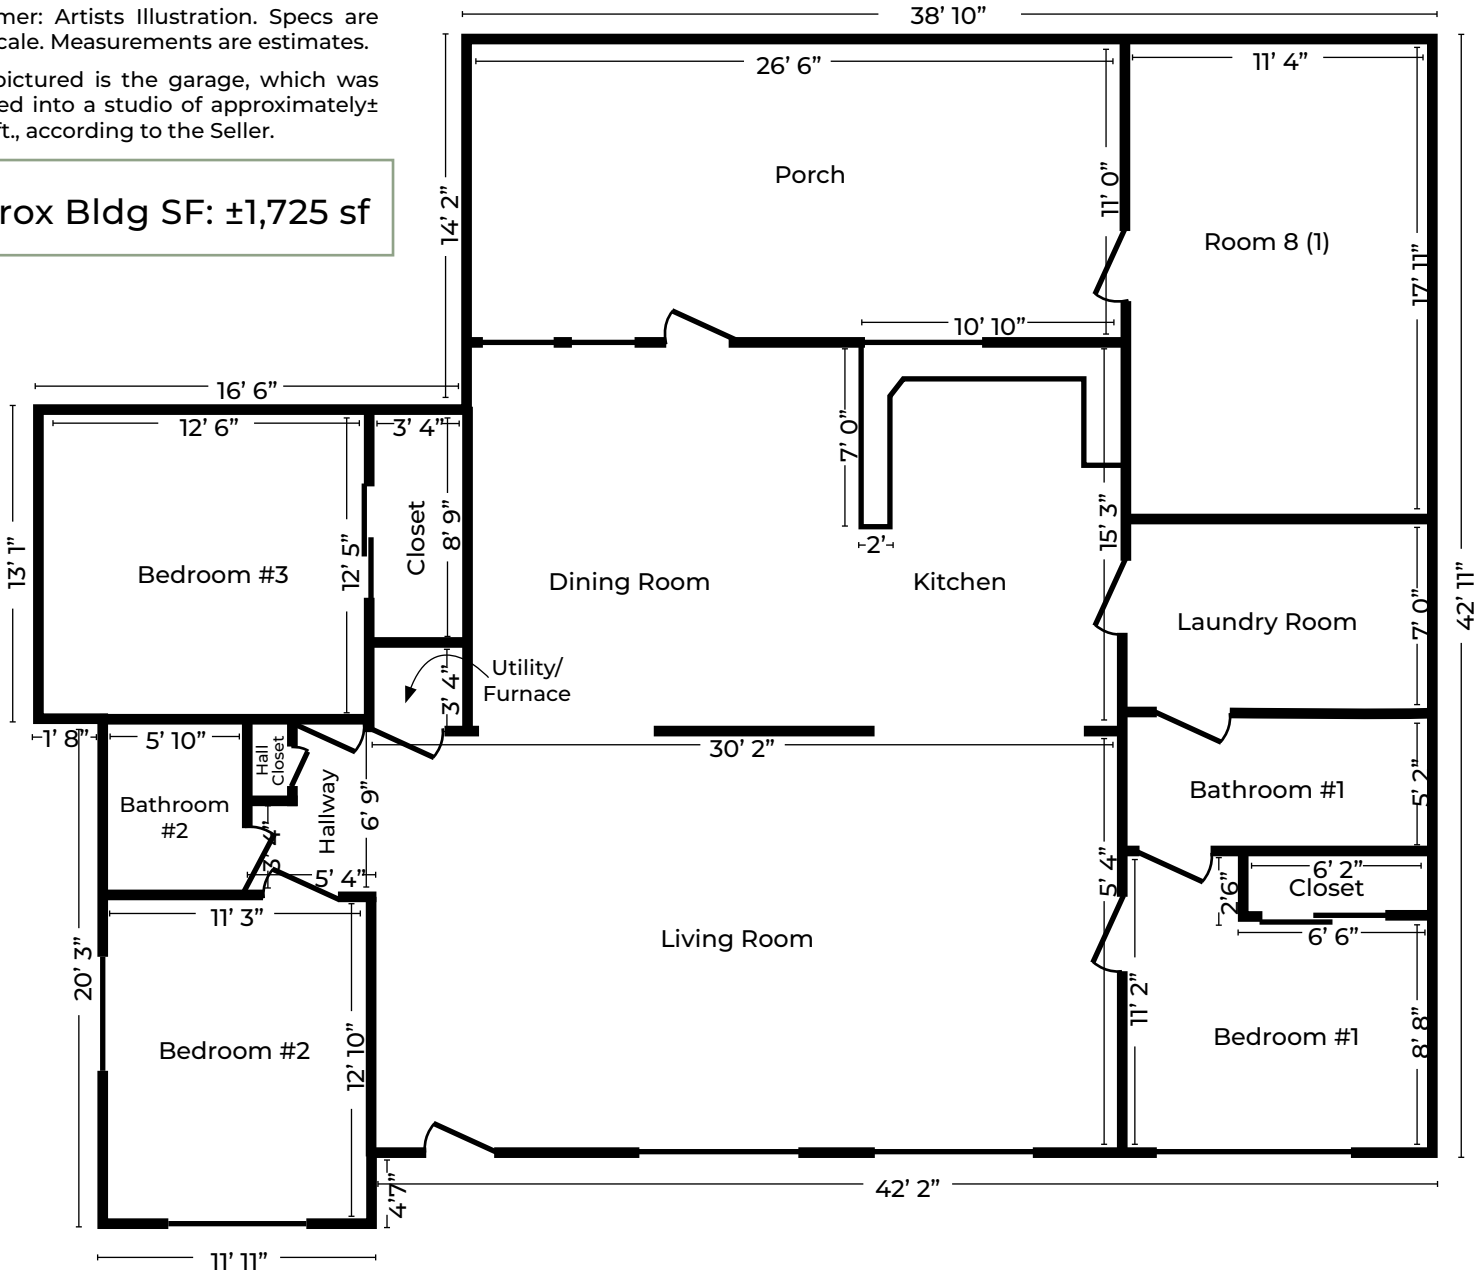 mer: Artists Illustration. Specs are
cale. Measurements are estimates.
pictured is the garage, which was
ed into a studio of approximately±
ft., according to the Seller.
rox Bldg SF: ±1,725 sf
38’ 10”
26’ 6”
11’ 4”
Porch
11’ 0”
14’ 2”
Room 8 (1)
17’ 11”
10’ 10”
16’ 6”
12’ 6”
3’ 4”
7’ 0”
Closet
8’ 9”
15’ 3”
2’
13’ 1”
12’ 5”
Bedroom #3
Dining Room
Kitchen
42’ 11”
7’ 0”
Laundry Room
Utility/
Furnace
3’ 4”
1’ 8”
5’ 10”
Hall
Closet
30’ 2”
Hallway
6’ 9”
Bathroom
#2
Bathroom #1
5’ 2”
3’ 4”
5’ 4”
5’ 4”
6’ 2”
Closet
2’6”
11’ 3”
6’ 6”
Living Room
20’ 3”
11’ 2”
Bedroom #2
12’ 10”
Bedroom #1
8’ 8”
4’7”
42’ 2”
11’ 11”